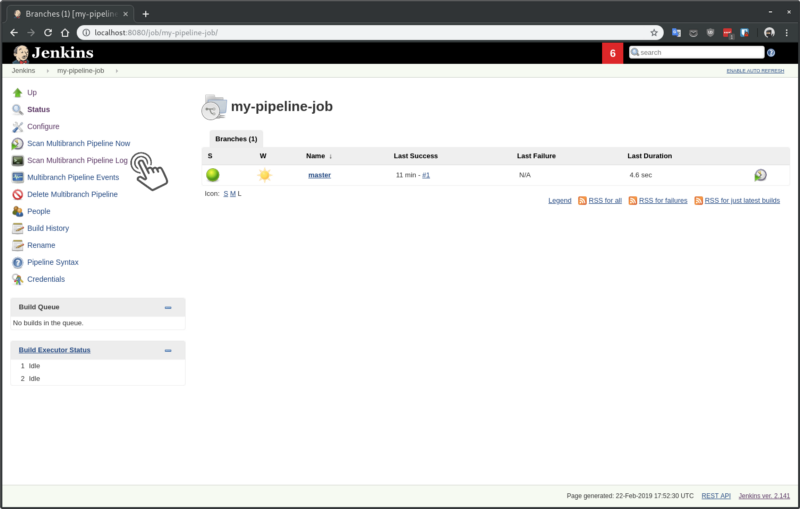 Branches (1) [my-pipelin
localhost:8080/job/my-pipeline-job/
Jenkins
6
search
Jenkins
my-pipeline-job
ENABLE AUTO REFRESH
Up
Status
Configure
Scan Multibranch Pipeline Now
Scan Multibranch Pipeline Log
Multibranch Pipeline Events
Delete Multibranch Pipeline
People
Build History
Rename
Pipeline Syntax
Credentials
Build Queue
No builds in the queue.
Build Executor Status
1 Idle
2 Idle
my-pipeline-job
Branches (1)
S W Name ↓ Last Success Last Failure Last Duration
master 11 min - #1 N/A 4.6 sec
Icon: S M L
Legend RSS for all RSS for failures RSS for just latest builds
Page generated: 22-Feb-2019 17:52:30 UTC REST API Jenkins ver. 2.141